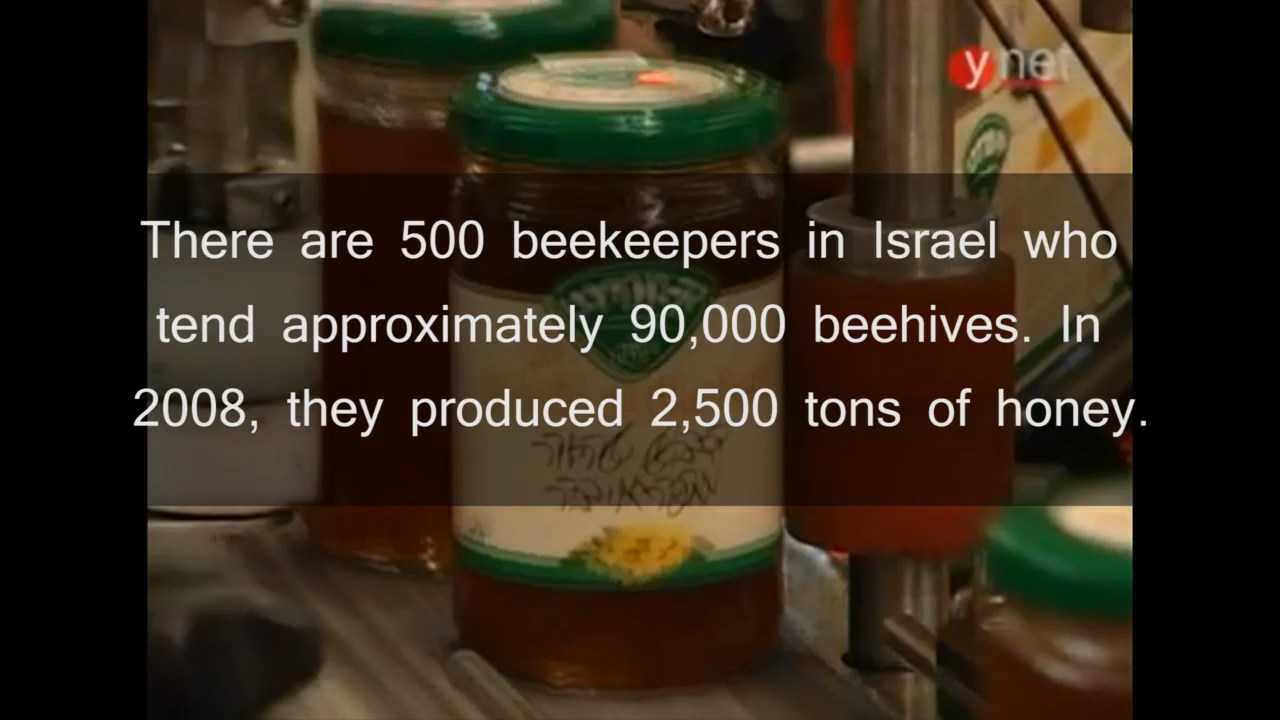 ynet
There are 500 beekeepers in Israel who
tend approximately 90,000 beehives. In
2008, they produced 2,500 tons of honey.